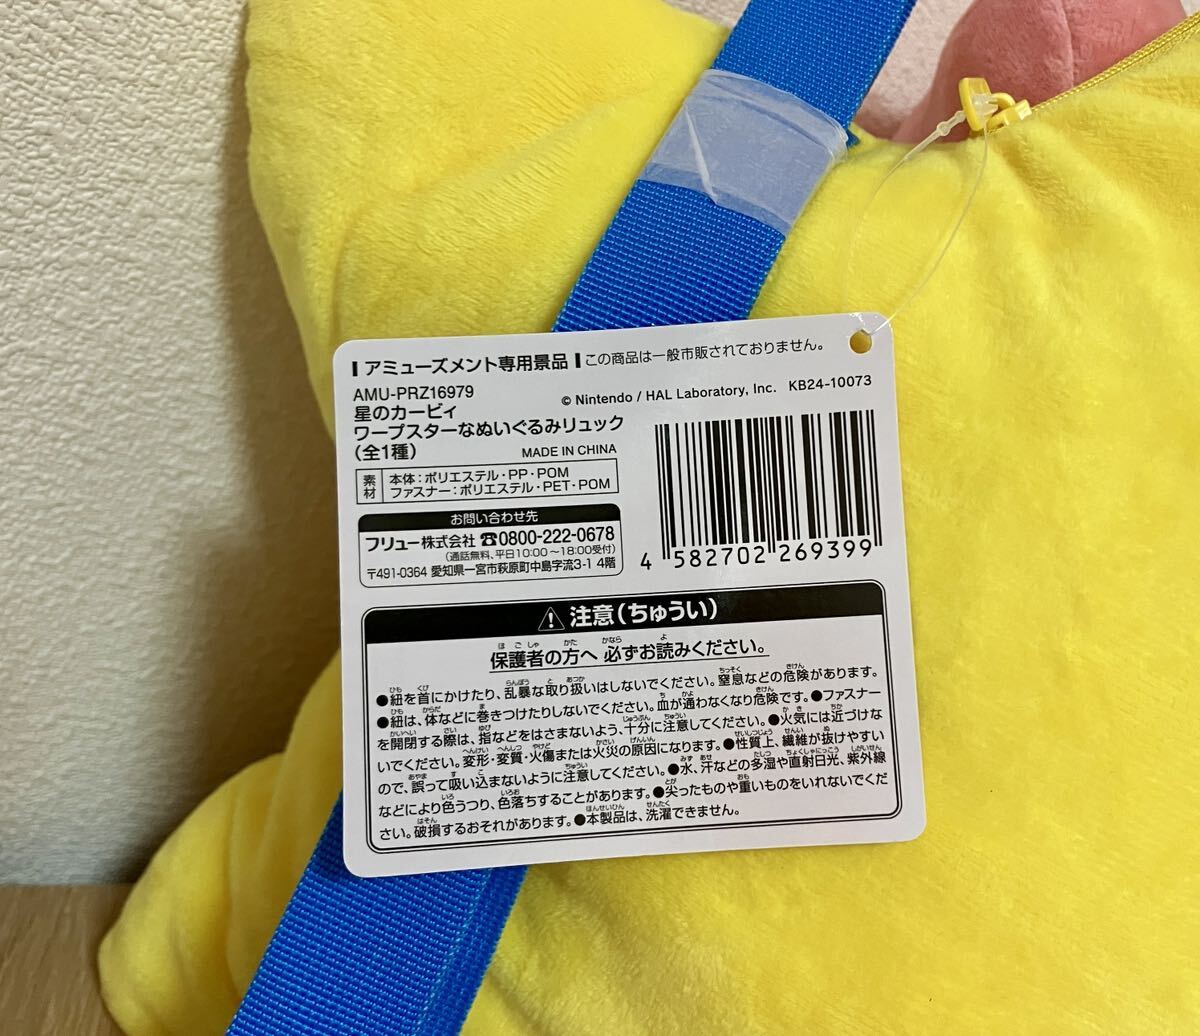 アミューズメント専用景品 この商品は一般市販されておりません。
AMU-PRZ16979
© Nintendo / HAL Laboratory, Inc. KB24-10073
星のカービィ
ワープスターなぬいぐるみリュック
(全1種)
MADE IN CHINA
素材
本体：ポリエステル・PP・POM
ファスナー：ポリエステル・PET・POM
お問い合わせ先
フリュー株式会社 ☎0800-222-0678
(通話無料、平日10:00～18:00受付)
〒491-0364 愛知県一宮市萩原町中島字流3-1 4階
4 582702 269399
⚠ 注意(ちゅうい)
保護者の方へ 必ずお読みください。
●紐を首にかけたり、乱暴な取り扱いはしないでください。窒息などの危険があります。
●紐は、体などに巻きつけたりしないでください。血が通わなくなり危険です。●ファスナー
を開閉する際は、指などをはさまないよう、十分に注意してください。●火気には近づけな
いでください。変形・変質・火傷または火災の原因になります。●性質上、繊維が抜けやすい
ので、誤って吸い込まないように注意してください。●水、汗などの多湿や直射日光、紫外線
などにより色うつり、色落ちすることがあります。●尖ったものや重いものをいれないでくだ
さい。破損するおそれがあります。●本製品は、洗濯できません。